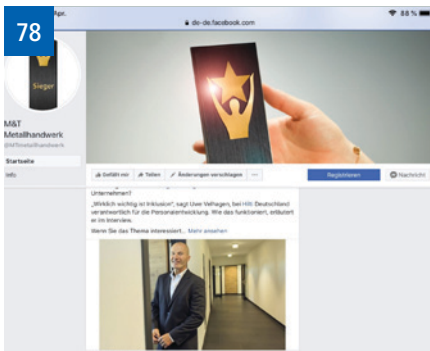 78
Apr.
de-de.facebook.com
88 %
Sieger
M&T
Metallhandwerk
@MTmetallhandwerk
Startseite
Info
Gefällt mir
Teilen
Änderungen vorschlagen
...
Registrieren
Nachricht
Unternehmen?
„Wirklich wichtig ist Inklusion“, sagt Uwe Velhagen, bei Hilti Deutschland
verantwortlich für die Personalentwicklung. Wie das funktioniert, erläutert
er im Interview.
Wenn Sie das Thema interessiert... Mehr ansehen